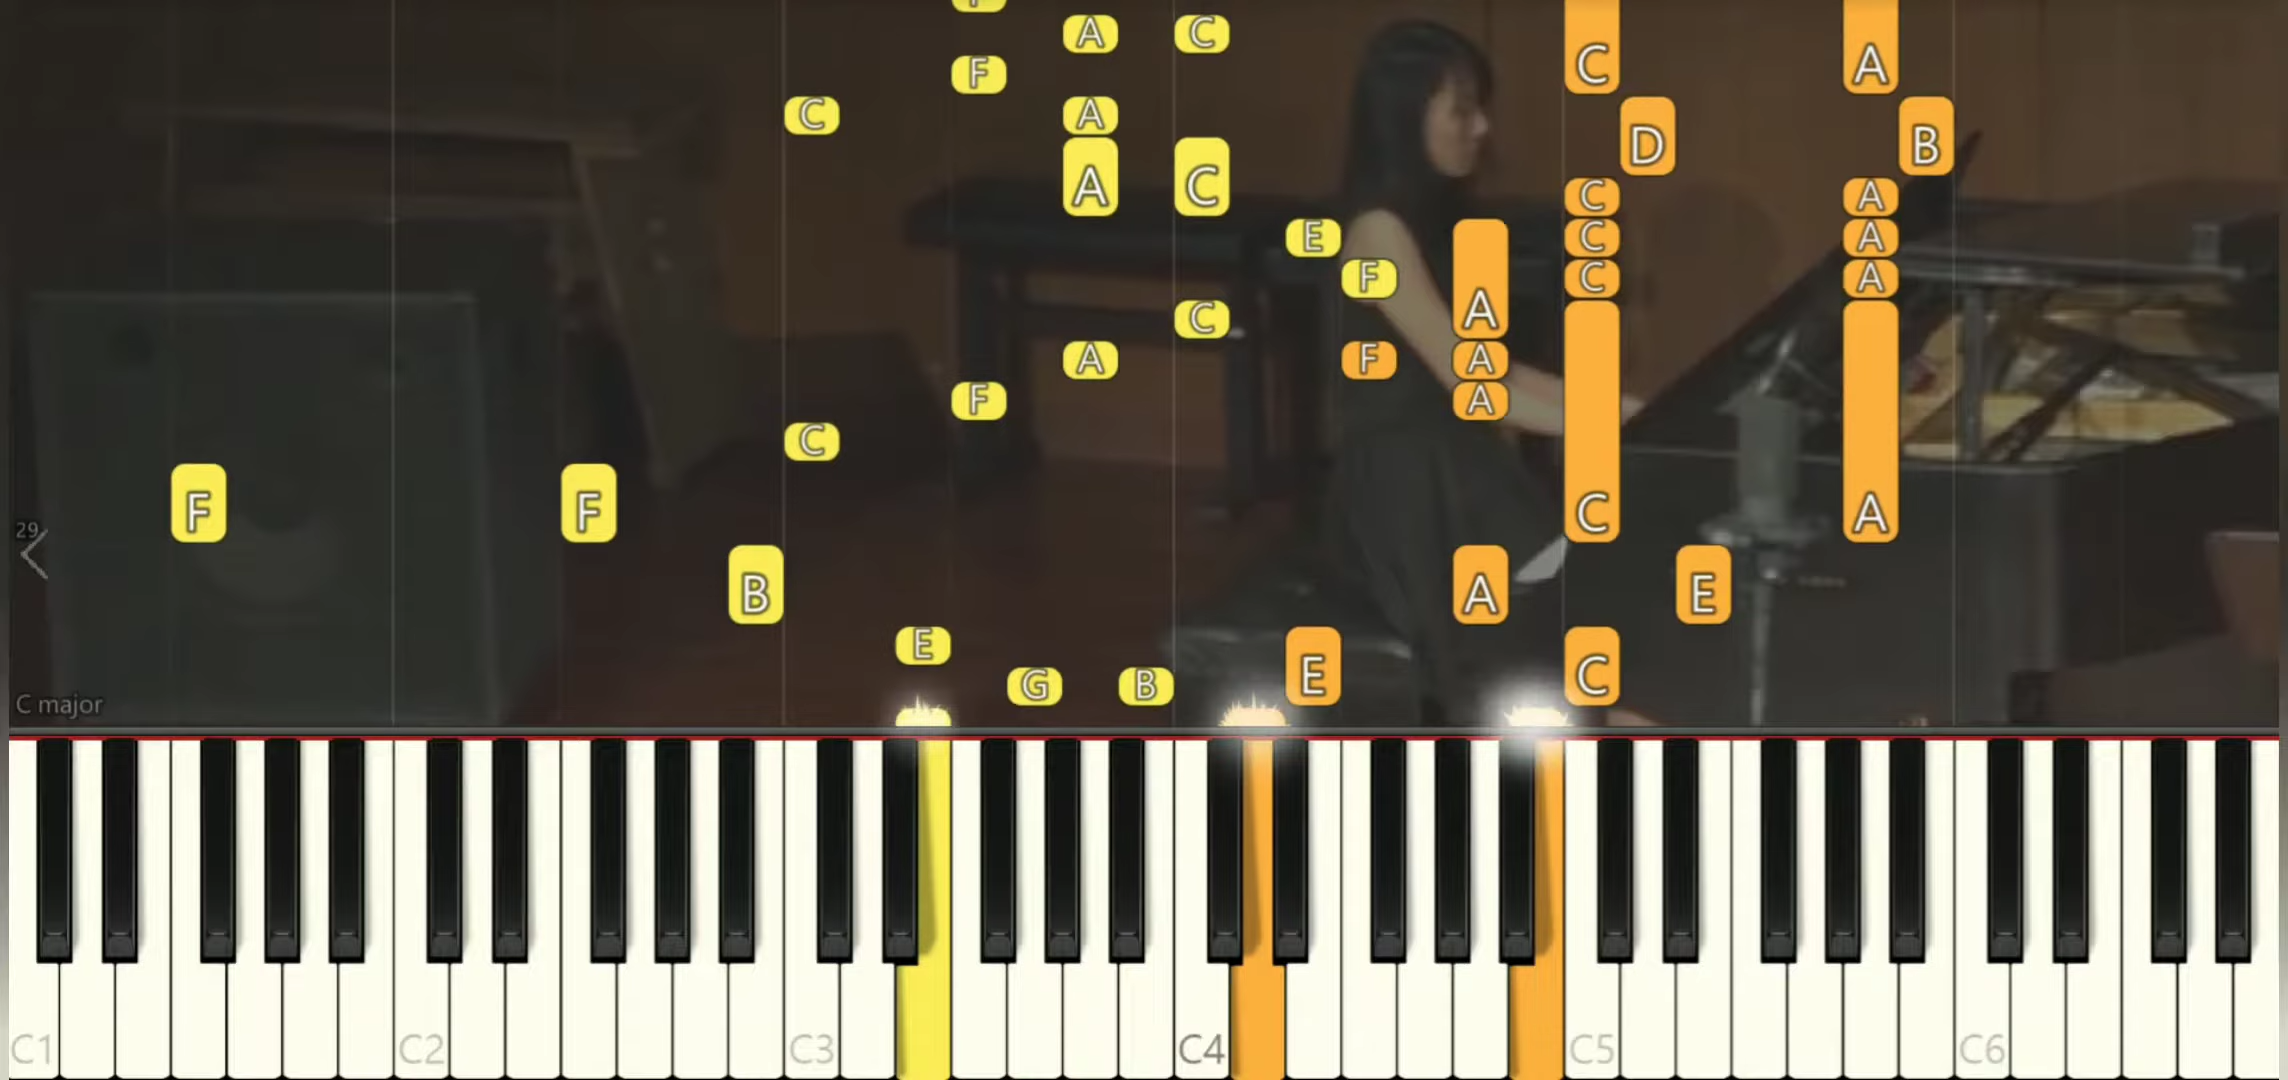 F
A C C A
F
C A D B
A C C A
E C A
F C A
C A
F A A
F A
C
F F C A
29
B A E
E
G B E C
C major
C1 C2 C3 C4 C5 C6